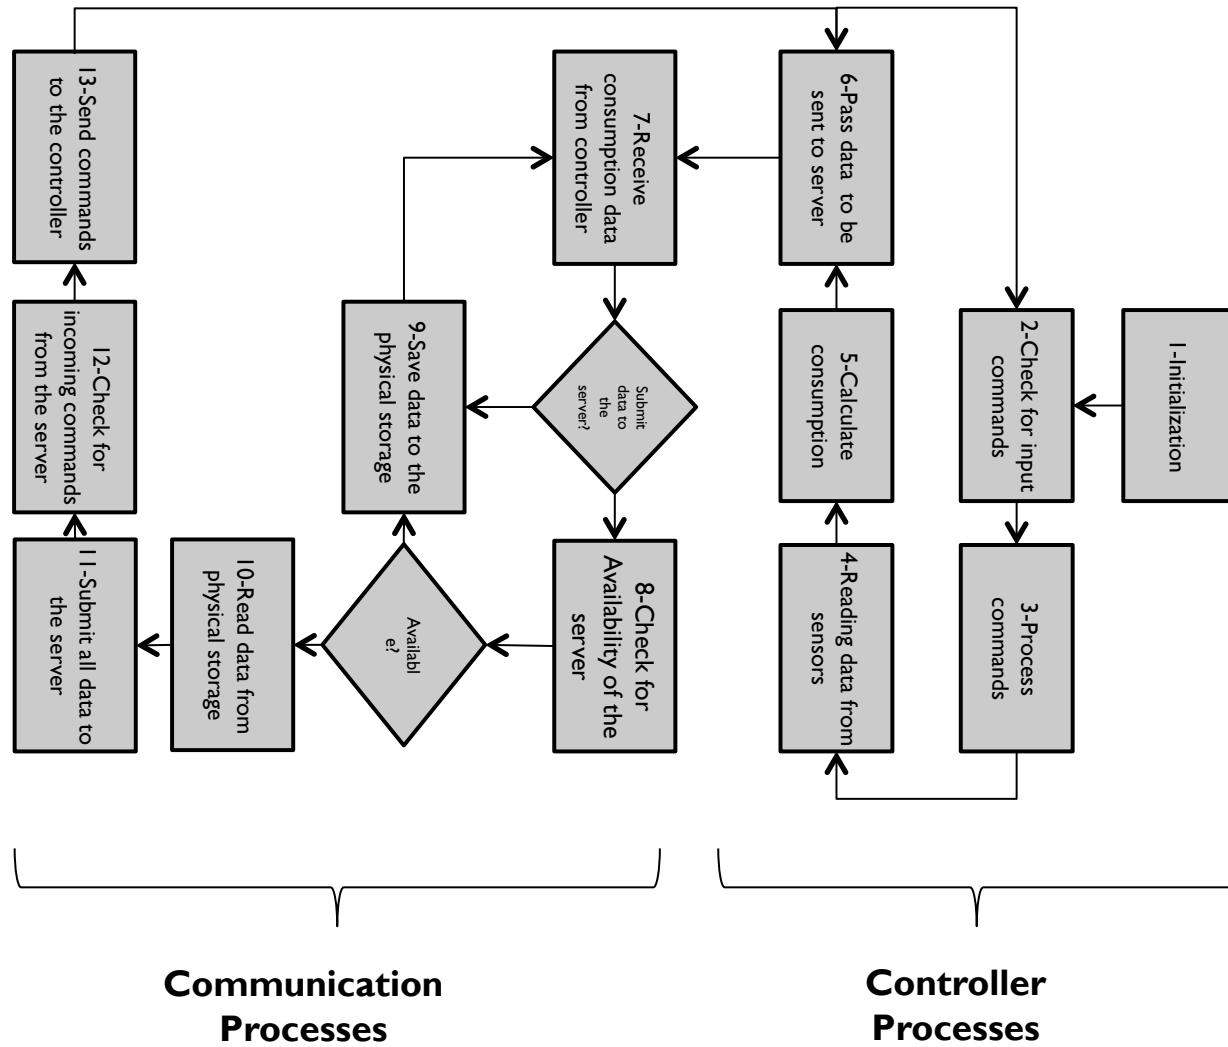 1-Initialization
2-Check for input
commands
3-Process
commands
4-Reading data from
sensors
5-Calculate
consumption
6-Pass data to be
sent to server
7-Receive
consumption data
from controller
Submit
data to
the
server?
8-Check for
Availability of the
server
Availabl
e?
9-Save data to the
physical storage
10-Read data from
physical storage
11-Submit all data to
the server
12-Check for
incoming commands
from the server
13-Send commands
to the controller
Communication
Processes
Controller
Processes